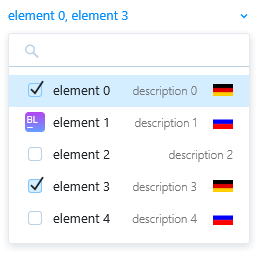 element 0, element 3
element 0 description 0
BL element 1 description 1
element 2 description 2
element 3 description 3
element 4 description 4